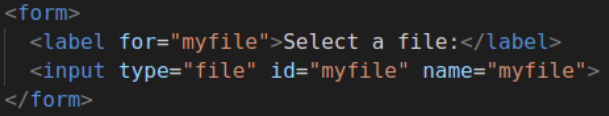 <form>
<label for="myfile">Select a file:</label>
<input type="file" id="myfile" name="myfile">
</form>